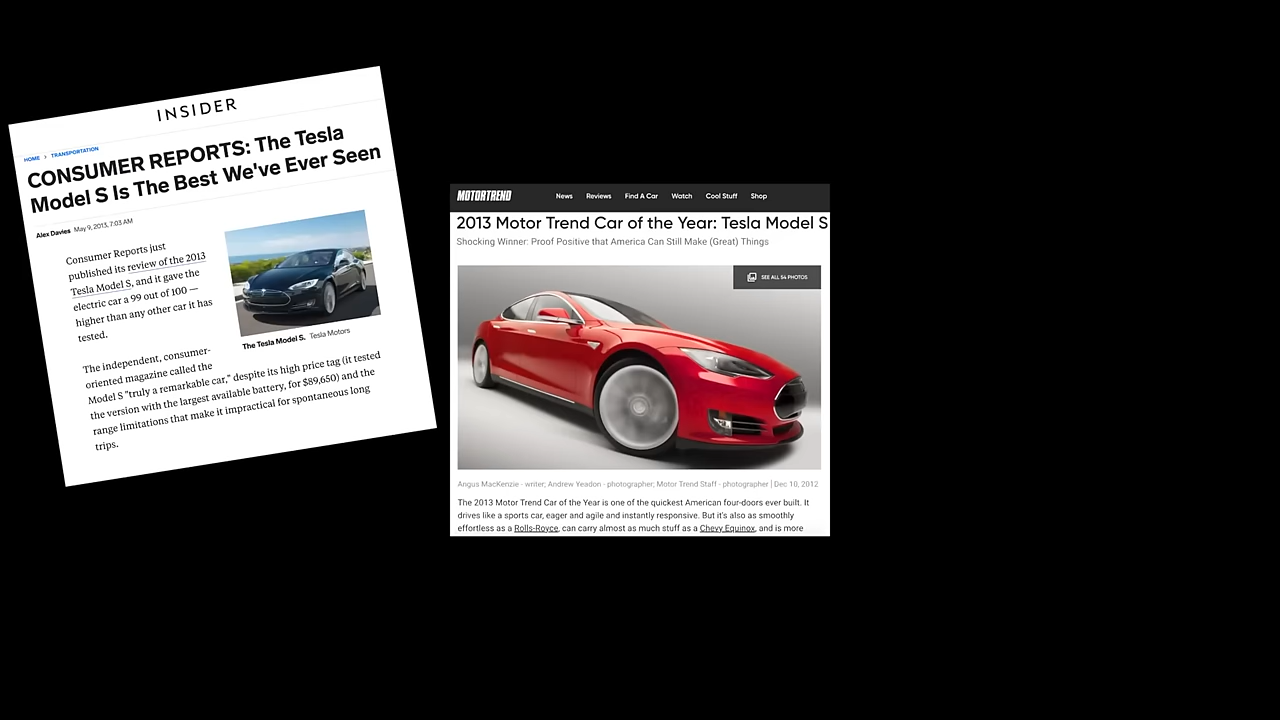 INSIDER
HOME > TRANSPORTATION
CONSUMER REPORTS: The Tesla
Model S Is The Best We've Ever Seen
Alex Davies May 9, 2013, 7:03 AM
Consumer Reports just
published its review of the 2013
Tesla Model S, and it gave the
electric car a 99 out of 100 —
higher than any other car it has
tested.
The Tesla Model S. Tesla Motors
The independent, consumer-
oriented magazine called the
Model S "truly a remarkable car," despite its high price tag (it tested
the version with the largest available battery, for $89,650) and the
range limitations that make it impractical for spontaneous long
trips.
MOTORTREND
News Reviews Find A Car Watch Cool Stuff Shop
2013 Motor Trend Car of the Year: Tesla Model S
Shocking Winner: Proof Positive that America Can Still Make (Great) Things
SEE ALL 54 PHOTOS
Angus MacKenzie - writer; Andrew Yeadon - photographer; Motor Trend Staff - photographer | Dec 10, 2012
The 2013 Motor Trend Car of the Year is one of the quickest American four-doors ever built. It
drives like a sports car, eager and agile and instantly responsive. But it's also as smoothly
effortless as a Rolls-Royce, can carry almost as much stuff as a Chevy Equinox, and is more